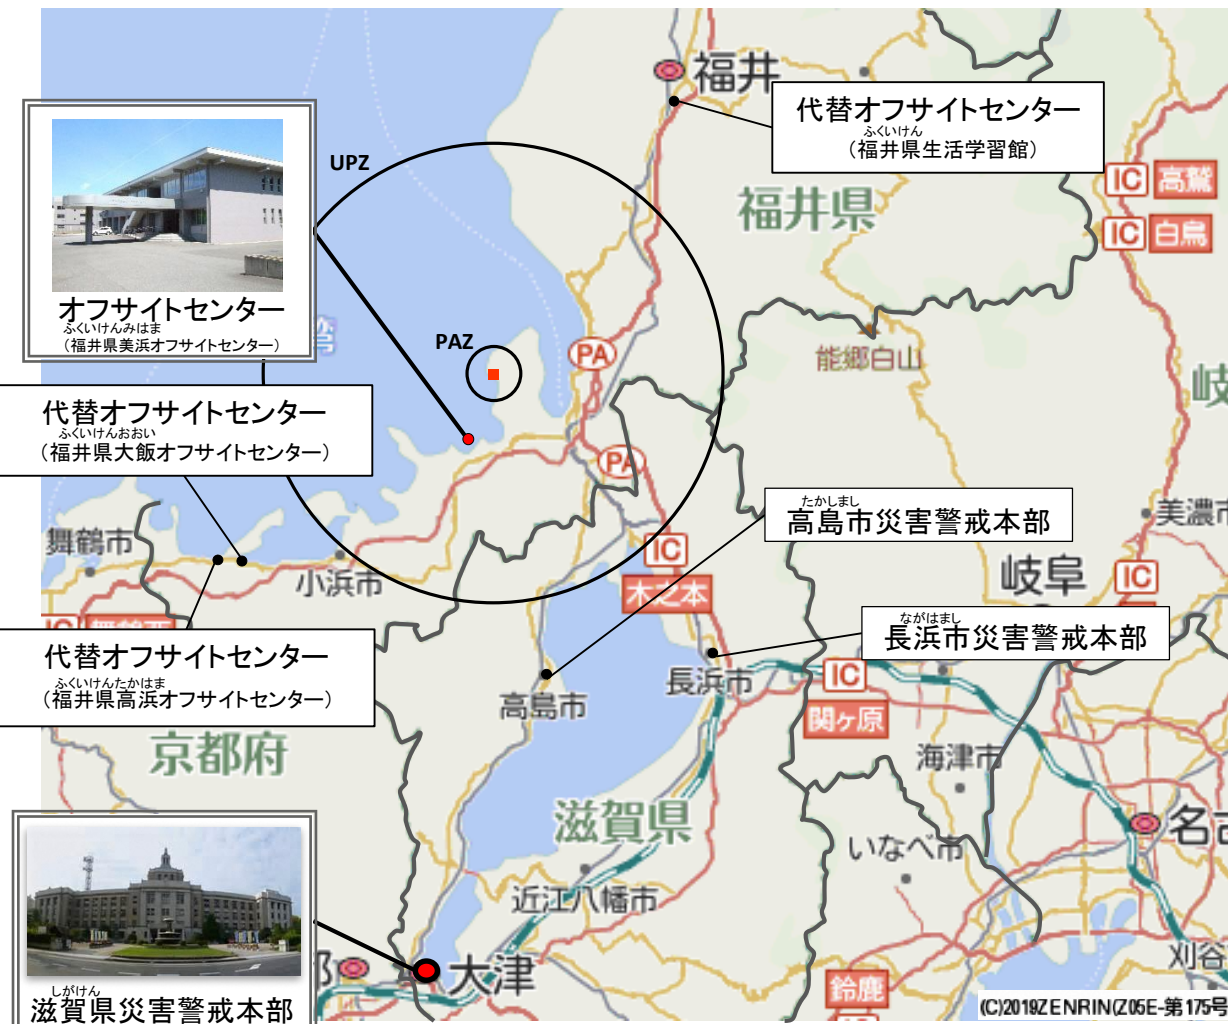 福井
代替オフサイトセンター
ふくいけん
（福井県生活学習館）
UPZ
IC 高鷲
福井県
IC 白鳥
オフサイトセンター
ふくいけんみはま
（福井県美浜オフサイトセンター）
PAZ
PA
能郷白山
岐
代替オフサイトセンター
ふくいけんおおい
（福井県大飯オフサイトセンター）
PA
たかしまし
高島市災害警戒本部
美濃市
舞鶴市
小浜市
IC
木之本
岐阜
IC
IC
ながはまし
長浜市災害警戒本部
代替オフサイトセンター
ふくいけんたかはま
（福井県高浜オフサイトセンター）
長浜市
IC
関ヶ原
高島市
京都府
海津市
滋賀県
名古
いなべ市
近江八幡市
大津
刈谷
鈴鹿
しがけん
滋賀県災害警戒本部
(C)2019ZENRIN(Z05E-第175号